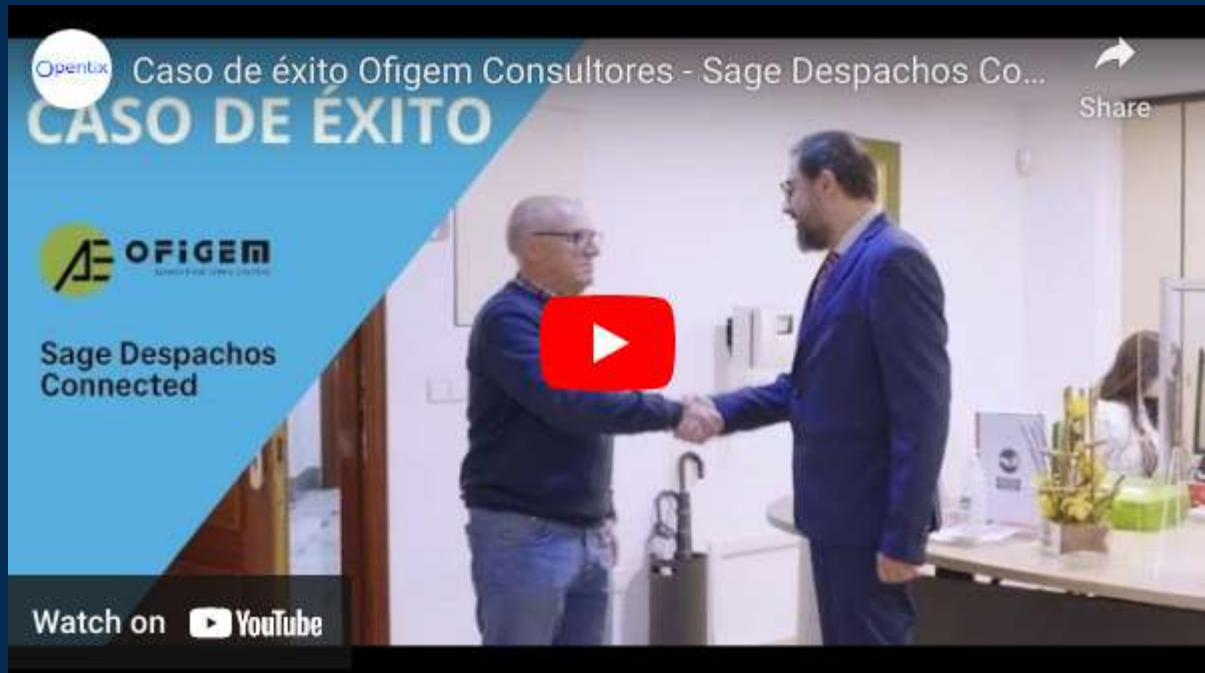 Opentix
Caso de éxito Ofigem Consultores - Sage Despachos Co...
Share
CASO DE ÉXITO
OFIGEM
Sage Despachos
Connected
Watch on YouTube